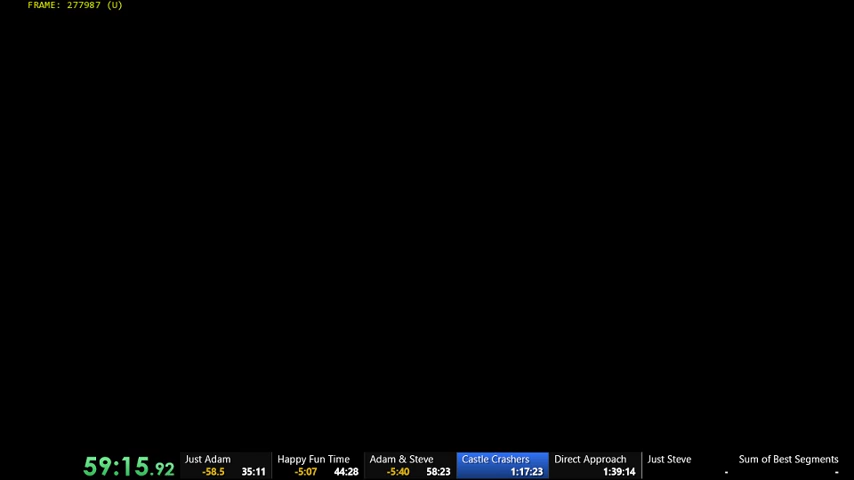 FRAME: 277987 (U)
59:15.92
Just Adam
-58.5 35:11
Happy Fun Time
-5:07 44:28
Adam & Steve
-5:40 58:23
Castle Crashers
1:17:23
Direct Approach
1:39:14
Just Steve
-
Sum of Best Segments
-